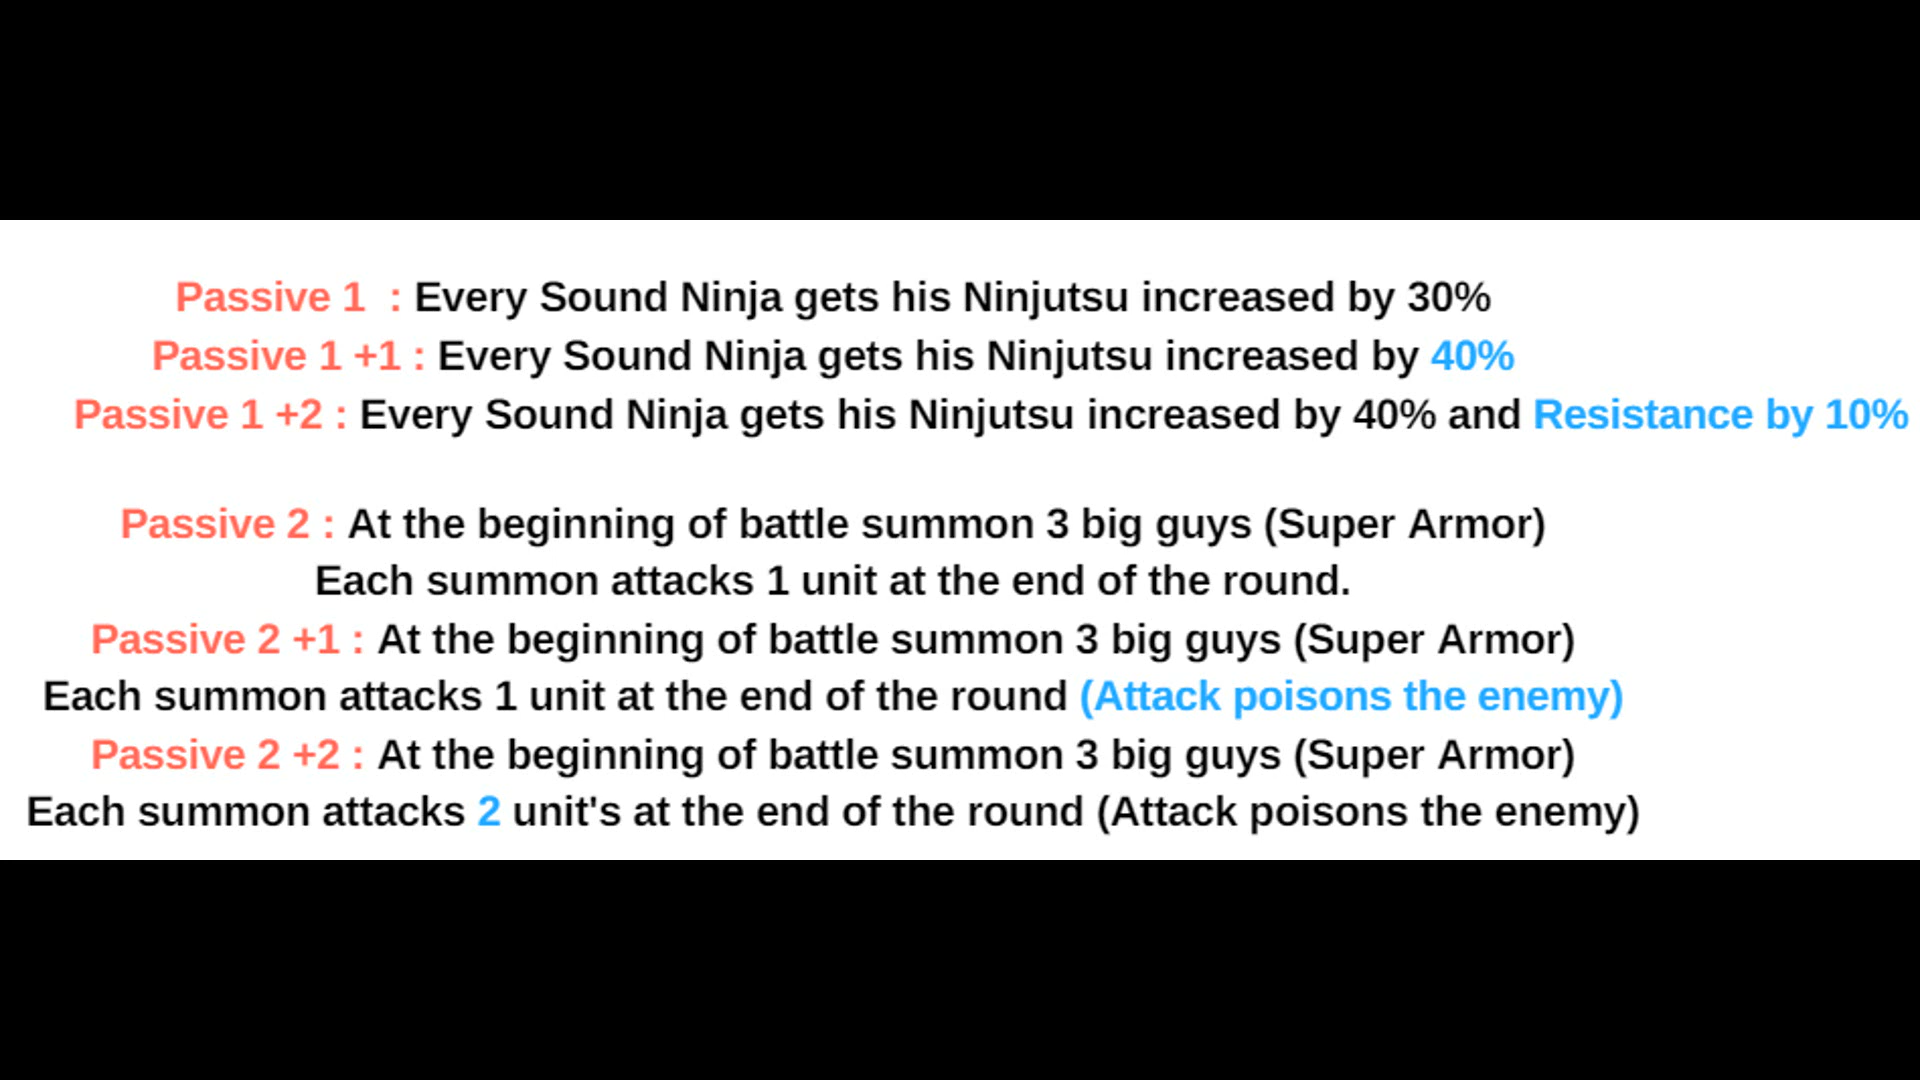 Passive 1  : Every Sound Ninja gets his Ninjutsu increased by 30%
Passive 1 +1 : Every Sound Ninja gets his Ninjutsu increased by 40%
Passive 1 +2 : Every Sound Ninja gets his Ninjutsu increased by 40% and Resistance by 10%
Passive 2 : At the beginning of battle summon 3 big guys (Super Armor)
Each summon attacks 1 unit at the end of the round.
Passive 2 +1 : At the beginning of battle summon 3 big guys (Super Armor)
Each summon attacks 1 unit at the end of the round (Attack poisons the enemy)
Passive 2 +2 : At the beginning of battle summon 3 big guys (Super Armor)
Each summon attacks 2 unit's at the end of the round (Attack poisons the enemy)